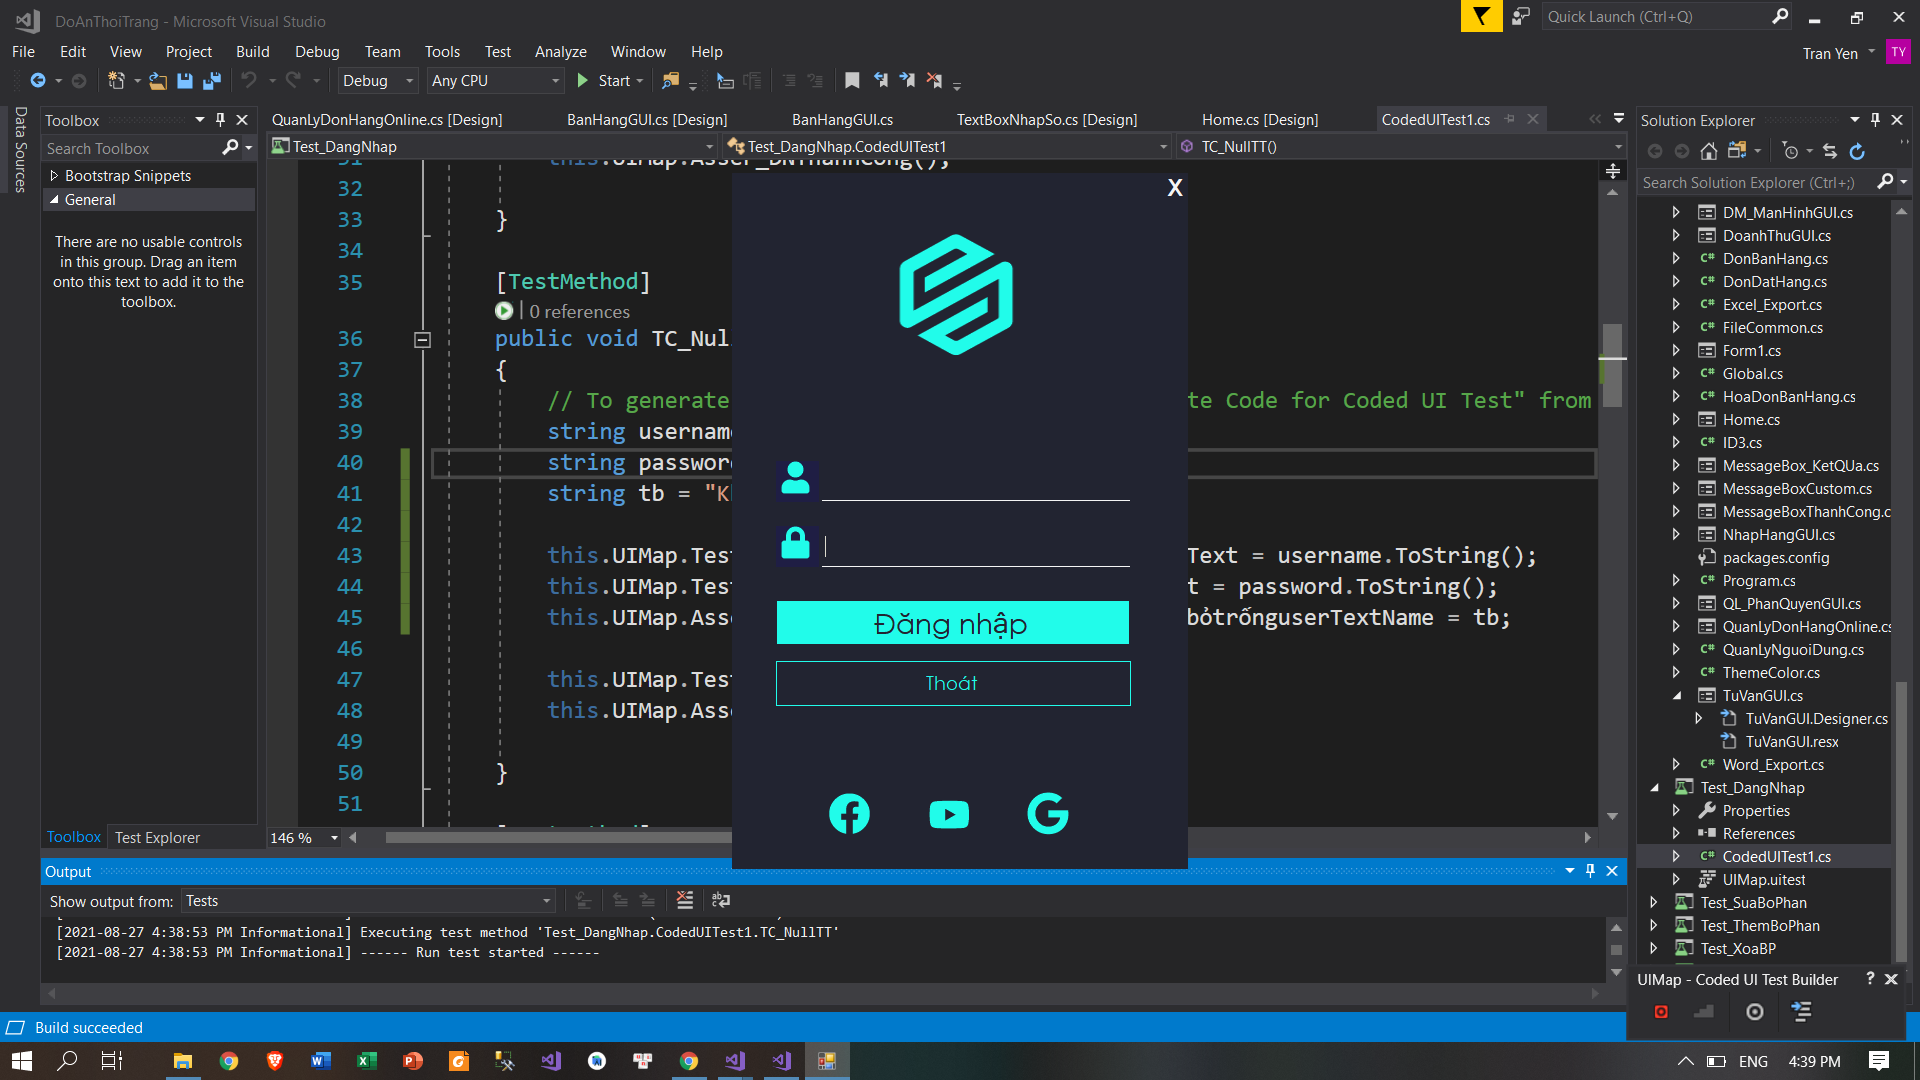 DoAnThoiTrang - Microsoft Visual Studio
Quick Launch (Ctrl+Q)
File Edit View Project Build Debug Team Tools Test Analyze Window Help
Tran Yen TY
Debug Any CPU Start
Data Sources
Toolbox
Search Toolbox
Bootstrap Snippets
General
There are no usable controls
in this group. Drag an item
onto this text to add it to the
toolbox.
Toolbox Test Explorer
QuanLyDonHangOnline.cs [Design] BanHangGUI.cs [Design] BanHangGUI.cs TextBoxNhapSo.cs [Design] Home.cs [Design] CodedUITest1.cs
Test_DangNhap Test_DangNhap.CodedUITest1 TC_NullTT()
31 this.UIMap.Asser_DNThanhCong();
32
33 }
34
35 [TestMethod]
0 references
36 public void TC_Nul
37 {
38 // To generate te Code for Coded UI Test" from
39 string usernam
40 string passwor
41 string tb = "K
42
43 this.UIMap.Tes Text = username.ToString();
44 this.UIMap.Tes t = password.ToString();
45 this.UIMap.Ass bỏtrốnguserTextName = tb;
46
47 this.UIMap.Tes
48 this.UIMap.Ass
49
50 }
51
146 %
X
Đăng nhập
Thoát
Output
Show output from: Tests
[2021-08-27 4:38:53 PM Informational] Executing test method 'Test_DangNhap.CodedUITest1.TC_NullTT'
[2021-08-27 4:38:53 PM Informational] ------ Run test started ------
Build succeeded
Solution Explorer
Search Solution Explorer (Ctrl+;)
DM_ManHinhGUI.cs
DoanhThuGUI.cs
DonBanHang.cs
DonDatHang.cs
Excel_Export.cs
FileCommon.cs
Form1.cs
Global.cs
HoaDonBanHang.cs
Home.cs
ID3.cs
MessageBox_KetQUa.cs
MessageBoxCustom.cs
MessageBoxThanhCong.c
NhapHangGUI.cs
packages.config
Program.cs
QL_PhanQuyenGUI.cs
QuanLyDonHangOnline.cs
QuanLyNguoiDung.cs
ThemeColor.cs
TuVanGUI.cs
TuVanGUI.Designer.cs
TuVanGUI.resx
Word_Export.cs
Test_DangNhap
Properties
References
CodedUITest1.cs
UIMap.uitest
Test_SuaBoPhan
Test_ThemBoPhan
Test_XoaBP
UIMap - Coded UI Test Builder
ENG 4:39 PM